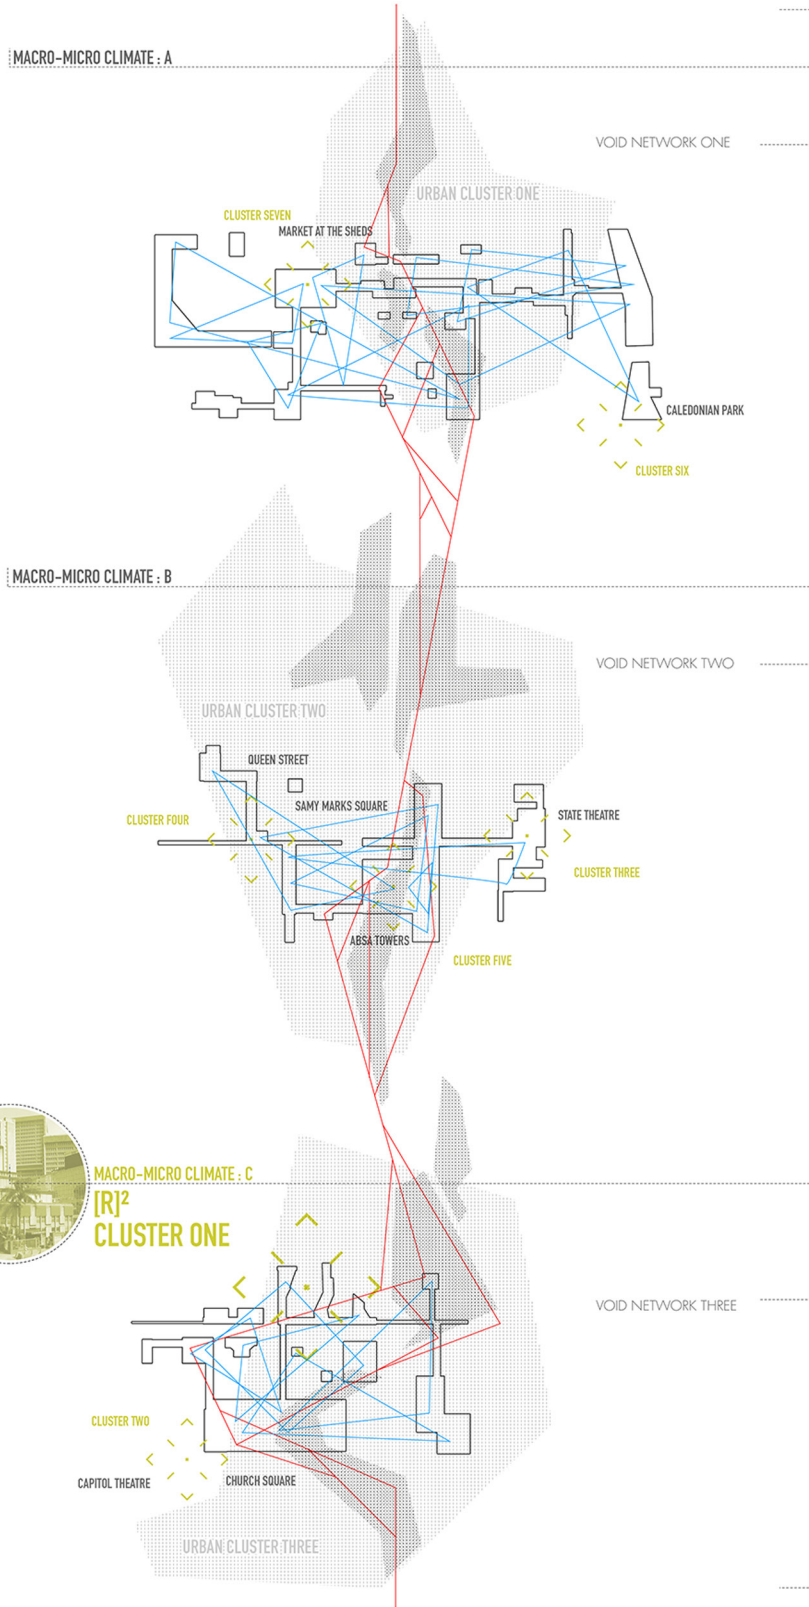 MACRO-MICRO CLIMATE : A
VOID NETWORK ONE
URBAN CLUSTER ONE
CLUSTER SEVEN
MARKET AT THE SHEDS
CALEDONIAN PARK
CLUSTER SIX
MACRO-MICRO CLIMATE : B
VOID NETWORK TWO
URBAN CLUSTER TWO
QUEEN STREET
SAMY MARKS SQUARE
STATE THEATRE
CLUSTER FOUR
CLUSTER THREE
ABSA TOWERS
CLUSTER FIVE
MACRO-MICRO CLIMATE : C
[R]²
CLUSTER ONE
VOID NETWORK THREE
CLUSTER TWO
CAPITOL THEATRE
CHURCH SQUARE
URBAN CLUSTER THREE